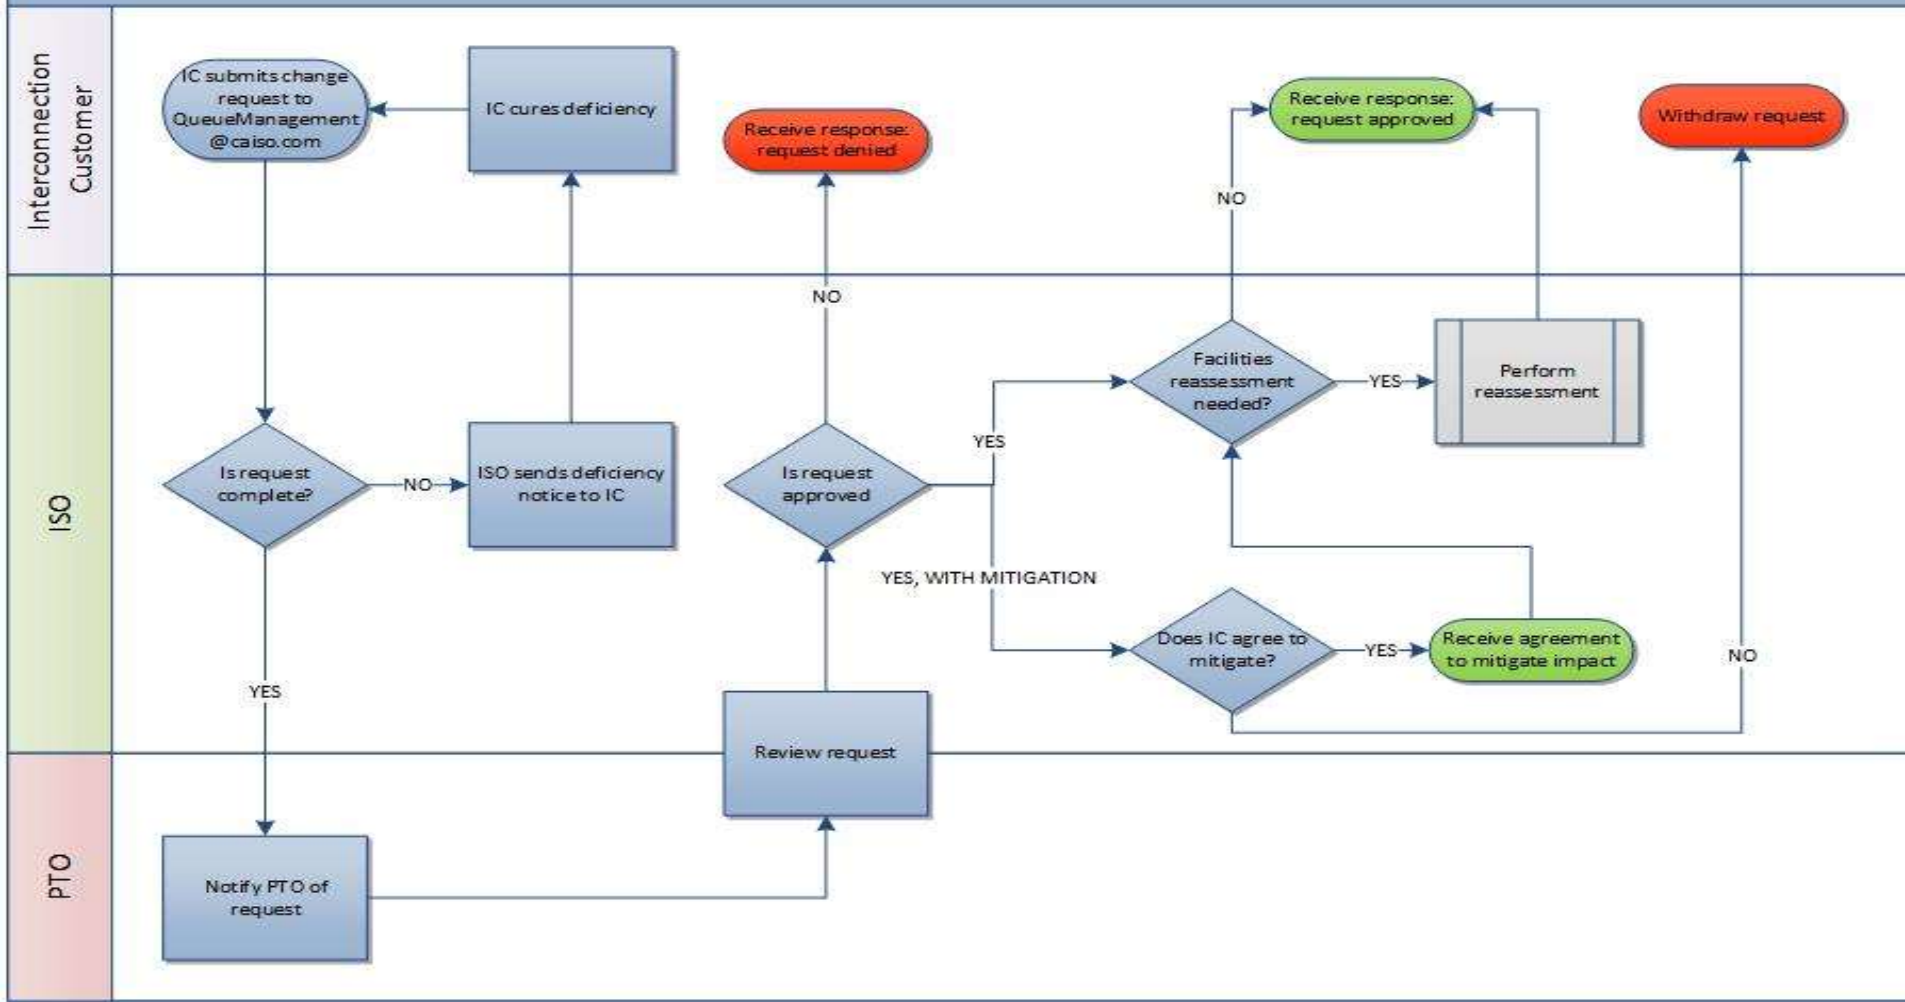 Interconnection
Customer
IC submits change
request to
QueueManagement
@caiso.com
IC cures deficiency
Receive response:
request denied
Receive response:
request approved
Withdraw request
NO
ISO
NO
Is request
complete?
NO
ISO sends deficiency
notice to IC
Is request
approved
YES
Facilities
reassessment
needed?
YES
Perform
reassessment
YES, WITH MITIGATION
Does IC agree to
mitigate?
YES
Receive agreement
to mitigate impact
NO
YES
Review request
PTO
Notify PTO of
request